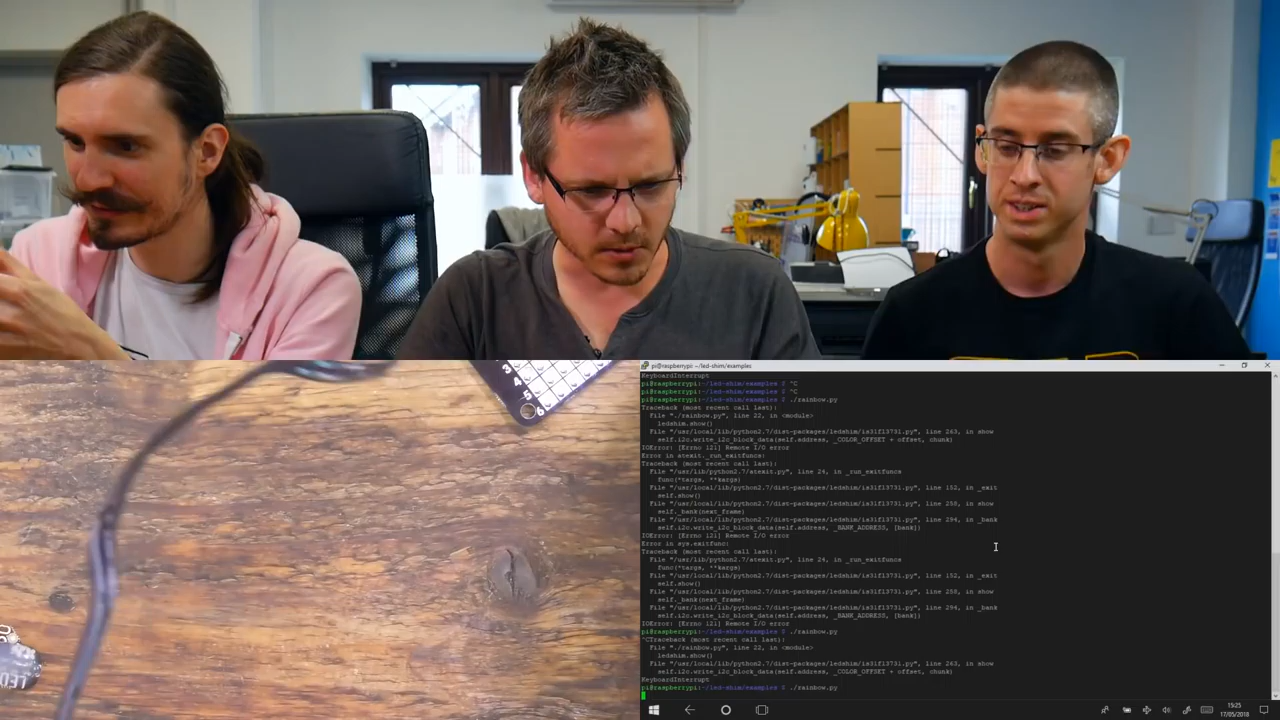 3
4
5
6
LED
pi@raspberrypi: ~/led-shim/examples
KeyboardInterrupt
pi@raspberrypi:~/led-shim/examples $ ^C
pi@raspberrypi:~/led-shim/examples $ ^C
pi@raspberrypi:~/led-shim/examples $ ./rainbow.py
Traceback (most recent call last):
File "./rainbow.py", line 22, in <module>
ledshim.show()
File "/usr/local/lib/python2.7/dist-packages/ledshim/is31fl3731.py", line 263, in show
self.i2c.write_i2c_block_data(self.address, _COLOR_OFFSET + offset, chunk)
IOError: [Errno 121] Remote I/O error
Error in atexit._run_exitfuncs:
Traceback (most recent call last):
File "/usr/lib/python2.7/atexit.py", line 24, in _run_exitfuncs
func(*targs, **kargs)
File "/usr/local/lib/python2.7/dist-packages/ledshim/is31fl3731.py", line 152, in _exit
self.show()
File "/usr/local/lib/python2.7/dist-packages/ledshim/is31fl3731.py", line 258, in show
self._bank(next_frame)
File "/usr/local/lib/python2.7/dist-packages/ledshim/is31fl3731.py", line 294, in _bank
self.i2c.write_i2c_block_data(self.address, _BANK_ADDRESS, [bank])
IOError: [Errno 121] Remote I/O error
Error in sys.exitfunc:
Traceback (most recent call last):
File "/usr/lib/python2.7/atexit.py", line 24, in _run_exitfuncs
func(*targs, **kargs)
File "/usr/local/lib/python2.7/dist-packages/ledshim/is31fl3731.py", line 152, in _exit
self.show()
File "/usr/local/lib/python2.7/dist-packages/ledshim/is31fl3731.py", line 258, in show
self._bank(next_frame)
File "/usr/local/lib/python2.7/dist-packages/ledshim/is31fl3731.py", line 294, in _bank
self.i2c.write_i2c_block_data(self.address, _BANK_ADDRESS, [bank])
IOError: [Errno 121] Remote I/O error
pi@raspberrypi:~/led-shim/examples $ ./rainbow.py
^CTraceback (most recent call last):
File "./rainbow.py", line 22, in <module>
ledshim.show()
File "/usr/local/lib/python2.7/dist-packages/ledshim/is31fl3731.py", line 263, in show
self.i2c.write_i2c_block_data(self.address, _COLOR_OFFSET + offset, chunk)
KeyboardInterrupt
pi@raspberrypi:~/led-shim/examples $ ./rainbow.py
15:25
17/05/2018